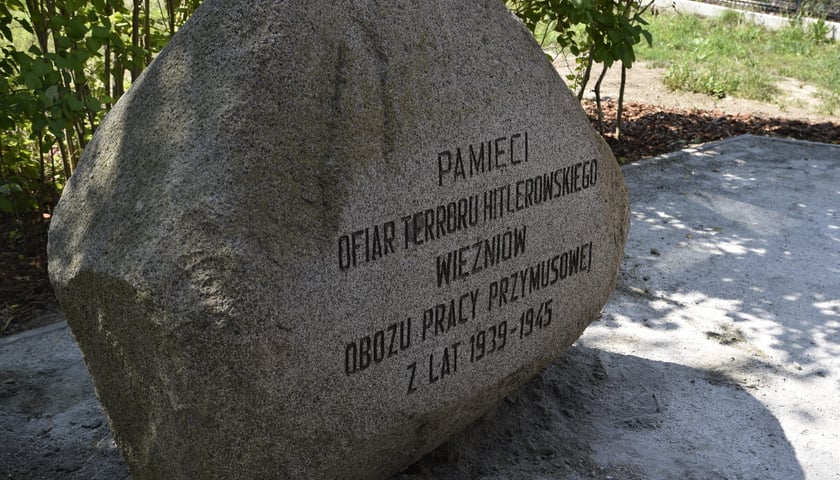 PAMIĘCI
OFIAR TERRORU HITLEROWSKIEGO
WIĘŹNIÓW
OBOZU PRACY PRZYMUSOWEJ
Z LAT 1939-1945